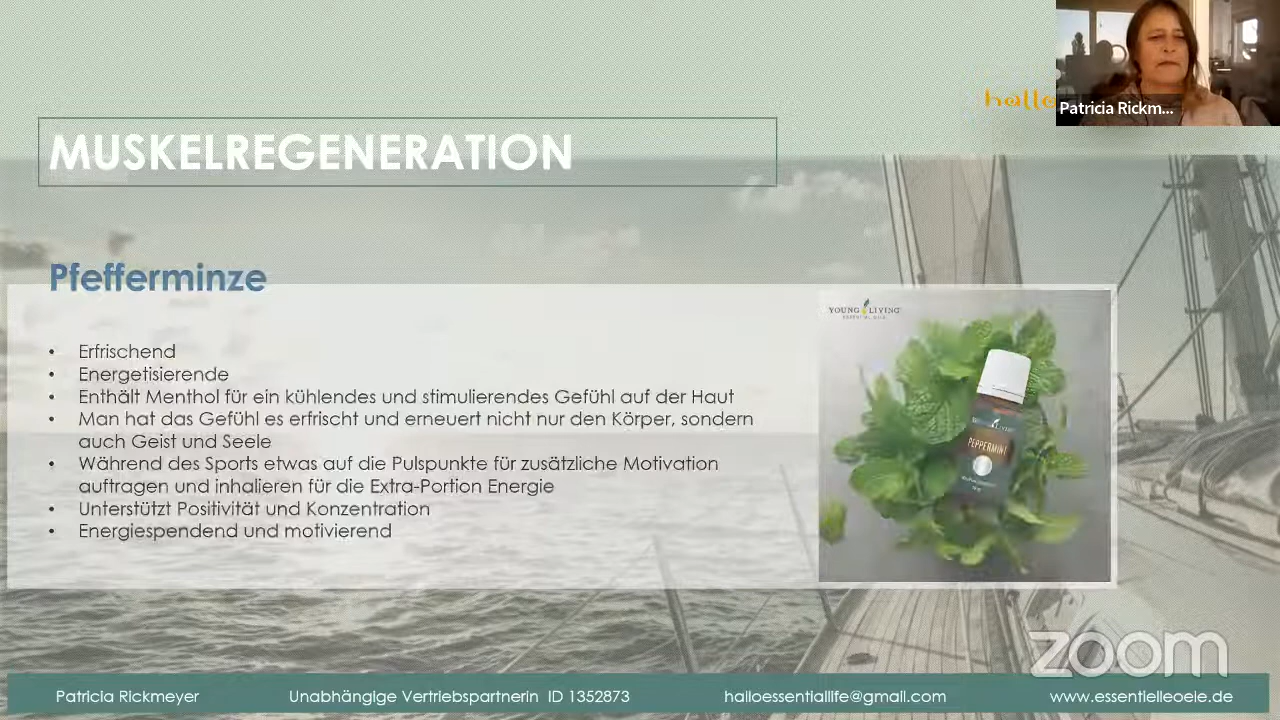 hallo
Patricia Rickm...
MUSKELREGENERATION
Pfefferminze
YOUNG LIVING
ESSENTIAL OILS
• Erfrischend
• Energetisierende
• Enthält Menthol für ein kühlendes und stimulierendes Gefühl auf der Haut
• Man hat das Gefühl es erfrischt und erneuert nicht nur den Körper, sondern
auch Geist und Seele
• Während des Sports etwas auf die Pulspunkte für zusätzliche Motivation
auftragen und inhalieren für die Extra-Portion Energie
• Unterstützt Positivität und Konzentration
• Energiespendend und motivierend
PEPPERMINT
zoom
Patricia Rickmeyer
Unabhängige Vertriebspartnerin ID 1352873
halloessentiallife@gmail.com
www.essentielleoele.de